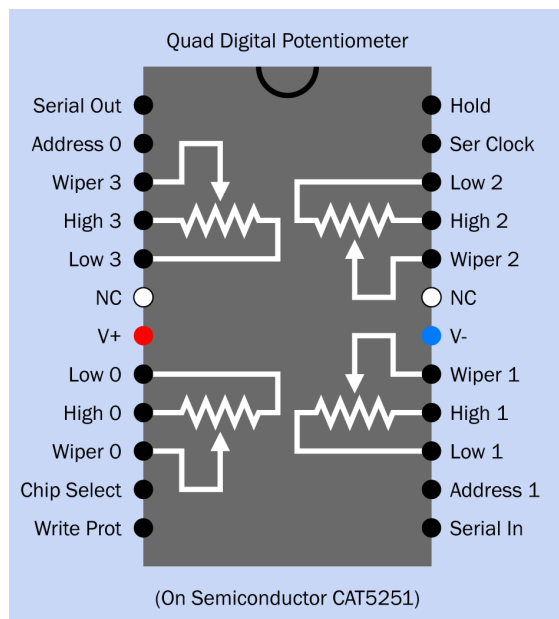 Quad Digital Potentiometer
Serial Out
Hold
Address 0
Ser Clock
Wiper 3
Low 2
High 3
High 2
Low 3
Wiper 2
NC
NC
V+
V-
Low 0
Wiper 1
High 0
High 1
Wiper 0
Low 1
Chip Select
Address 1
Write Prot
Serial In
(On Semiconductor CAT5251)